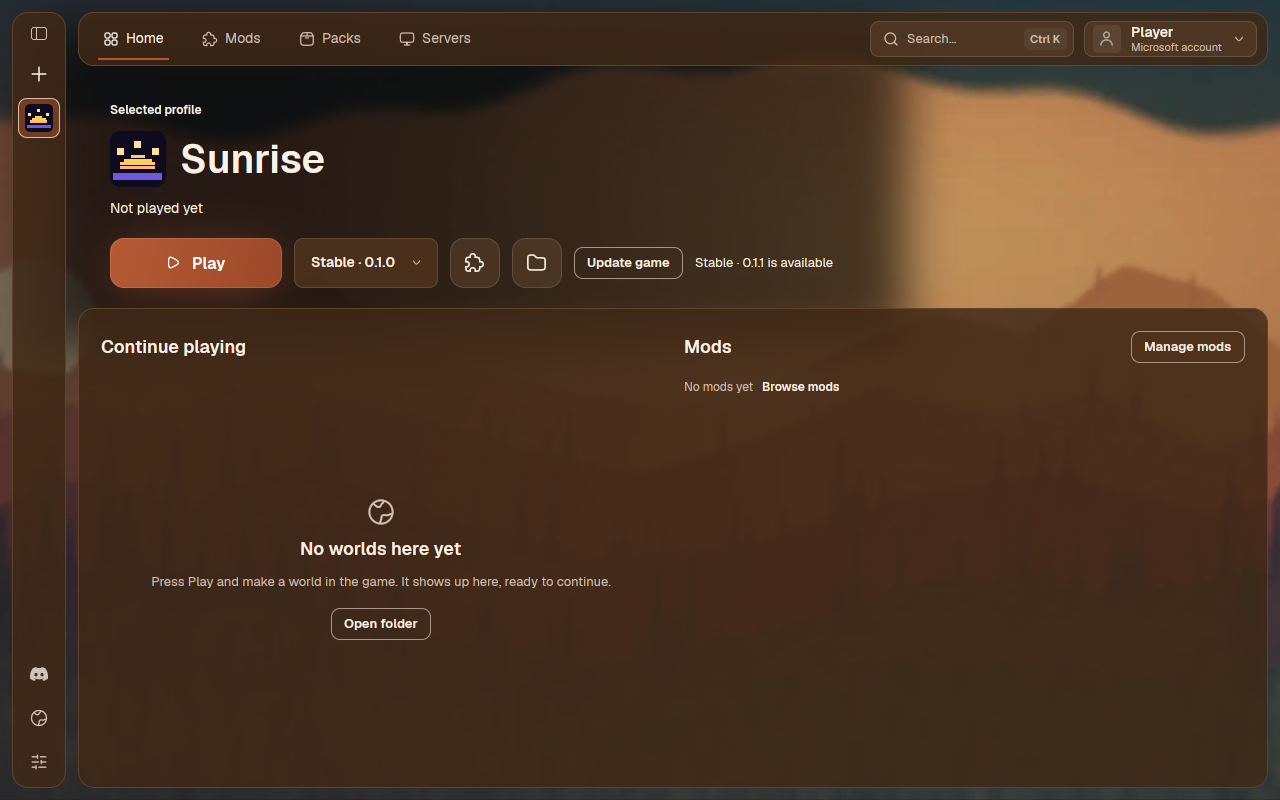 Home
Mods
Packs
Servers
Search...
Ctrl K
Player
Microsoft account
Selected profile
Sunrise
Not played yet
Play
Stable · 0.1.0
Update game
Stable · 0.1.1 is available
Continue playing
Mods
Manage mods
No mods yet Browse mods
No worlds here yet
Press Play and make a world in the game. It shows up here, ready to continue.
Open folder